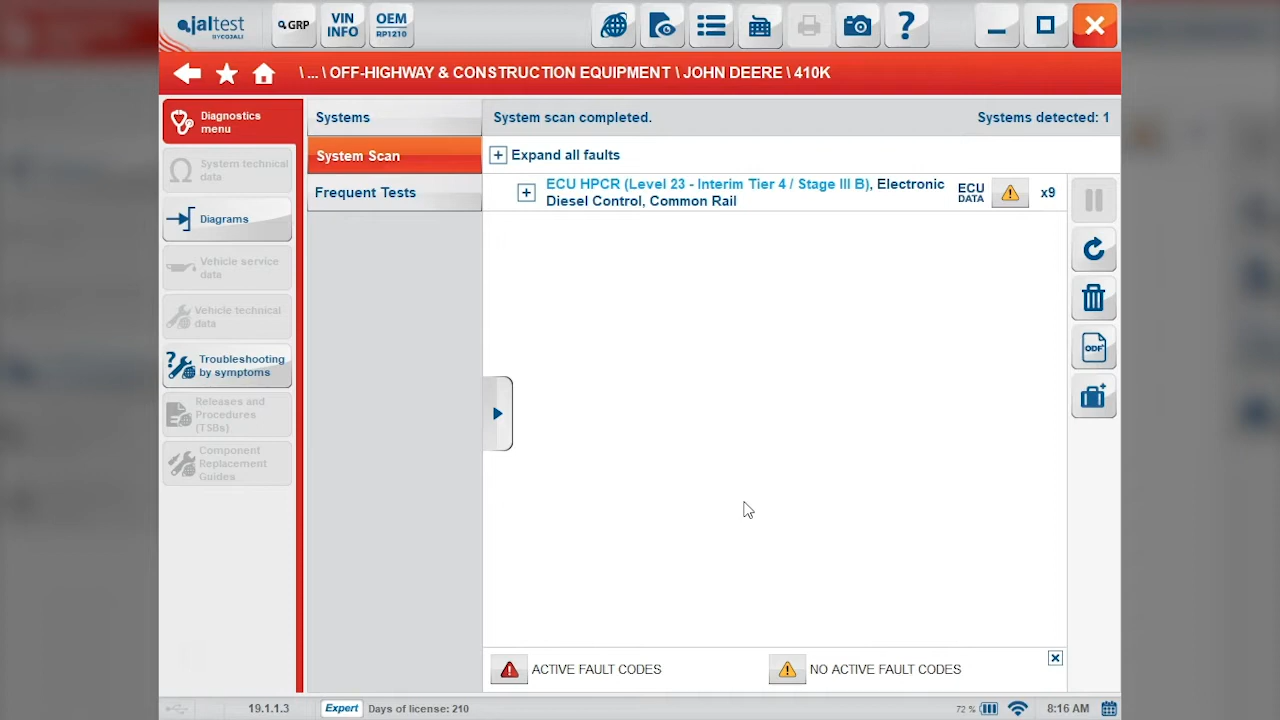 jaltest
BY COJALI
GRP
VIN
INFO
OEM
RP1210
?
\ ... \ OFF-HIGHWAY & CONSTRUCTION EQUIPMENT \ JOHN DEERE \ 410K
Diagnostics
menu
System technical
data
Diagrams
Vehicle service
data
Vehicle technical
data
Troubleshooting
by symptoms
Releases and
Procedures
(TSBs)
Component
Replacement
Guides
Systems
System Scan
Frequent Tests
System scan completed.
Systems detected: 1
Expand all faults
ECU HPCR (Level 23 - Interim Tier 4 / Stage III B), Electronic
Diesel Control, Common Rail
ECU
DATA
x9
ODF
ACTIVE FAULT CODES
NO ACTIVE FAULT CODES
19.1.1.3
Expert
Days of license: 210
72 %
8:16 AM